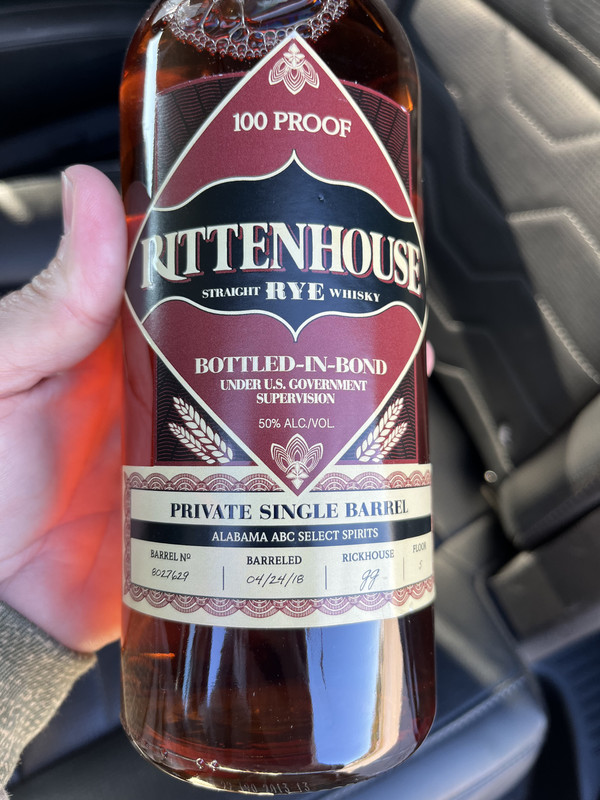 100 PROOF
RITTENHOUSE
STRAIGHT RYE WHISKY
BOTTLED-IN-BOND
UNDER U.S. GOVERNMENT
SUPERVISION
50% ALC./VOL.
PRIVATE SINGLE BARREL
ALABAMA ABC SELECT SPIRITS
BARREL Nº BARRELED RICKHOUSE FLOOR
8027629 04/24/18 gg 5